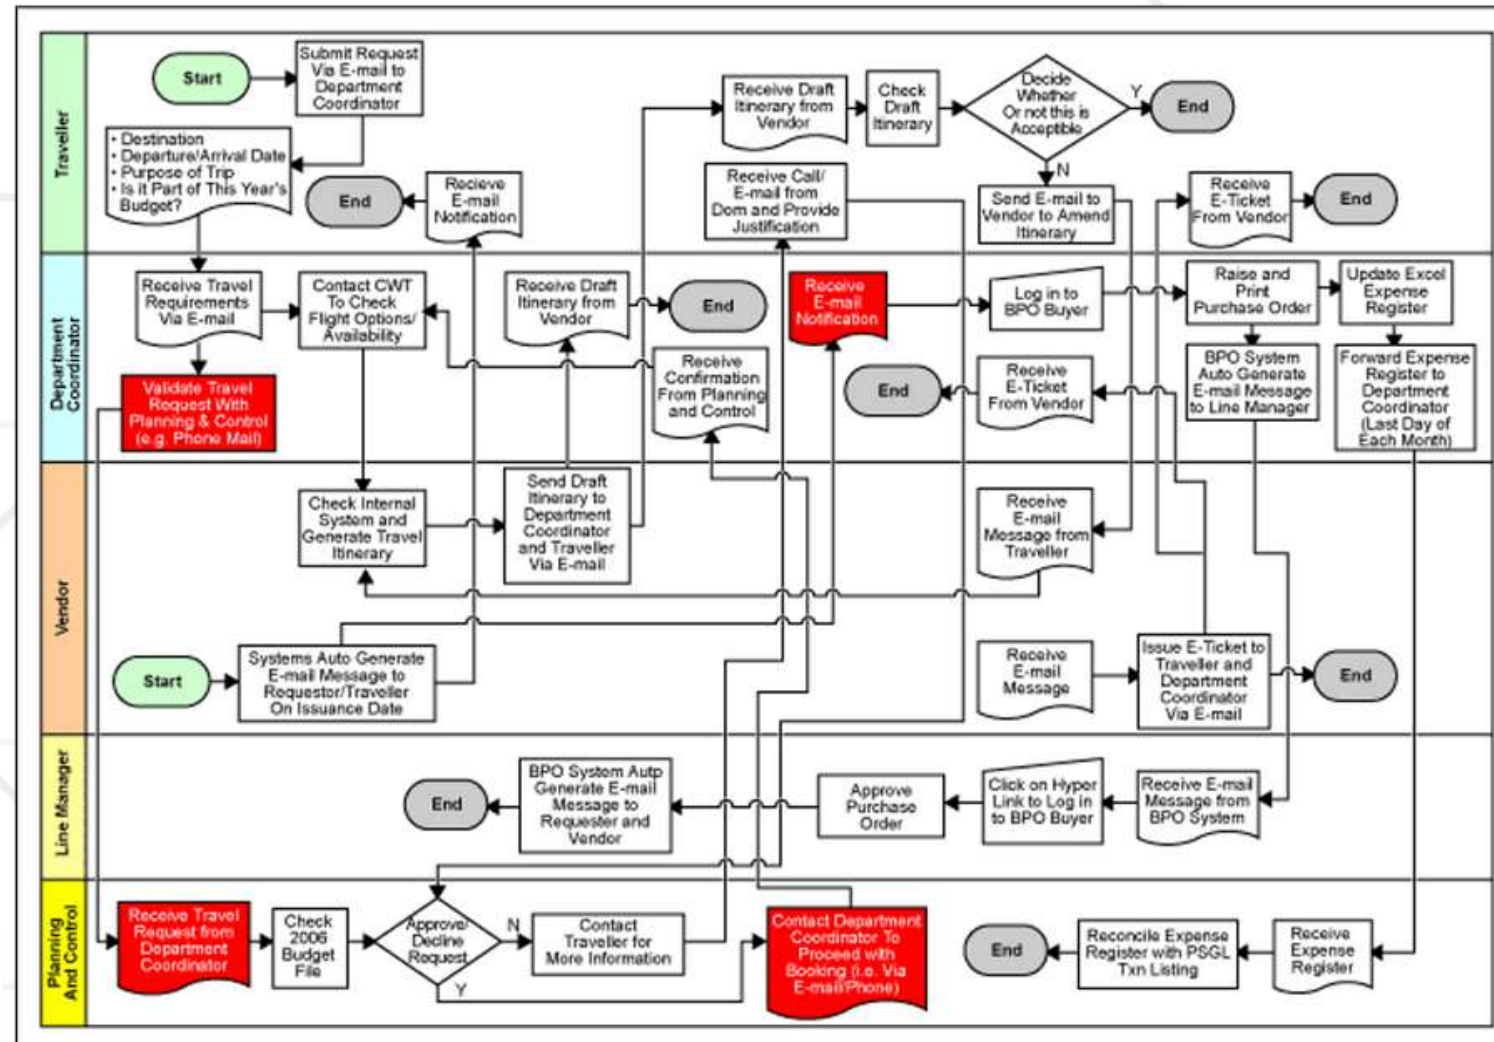 Traveller
Start
Submit Request
Via E-mail to
Department
Coordinator
• Destination
• Departure/Arrival Date
• Purpose of Trip
• Is it Part of This Year's
Budget?
End
Recieve
E-mail
Notification
Receive Draft
Itinerary from
Vendor
Check
Draft
Itinerary
Decide
Whether
Or not this is
Acceptible
Y
End
N
Receive Call/
E-mail from
Dom and Provide
Justification
Send E-mail to
Vendor to Amend
Itinerary
Receive
E-Ticket
From Vendor
End
Department
Coordinator
Receive Travel
Requirements
Via E-mail
Contact CWT
To Check
Flight Options/
Availability
Receive Draft
Itinerary from
Vendor
End
Receive
E-mail
Notification
Log in to
BPO Buyer
Raise and
Print
Purchase Order
Update Excel
Expense
Register
Validate Travel
Request With
Planning & Control
(e.g. Phone Mail)
Receive
Confirmation
From Planning
and Control
End
Receive
E-Ticket
From Vendor
BPO System
Auto Generate
E-mail Message
to Line Manager
Forward Expense
Register to
Department
Coordinator
(Last Day of
Each Month)
Vendor
Check Internal
System and
Generate Travel
Itinerary
Send Draft
Itinerary to
Department
Coordinator
and Traveller
Via E-mail
Receive
E-mail
Message from
Traveller
Start
Systems Auto Generate
E-mail Message to
Requestor/Traveller
On Issuance Date
Receive
E-mail
Message
Issue E-Ticket to
Traveller and
Department
Coordinator
Via E-mail
End
Line Manager
End
BPO System Autp
Generate E-mail
Message to
Requester and
Vendor
Approve
Purchase
Order
Click on Hyper
Link to Log in
to BPO Buyer
Receive E-mail
Message from
BPO System
Planning
And Control
Receive Travel
Request from
Department
Coordinator
Check
2006
Budget
File
Approve/
Decline
Request
N
Y
Contact
Traveller for
More Information
Contact Department
Coordinator To
Proceed with
Booking (i.e. Via
E-mail/Phone)
End
Reconcile Expense
Register with PSGL
Txn Listing
Receive
Expense
Register